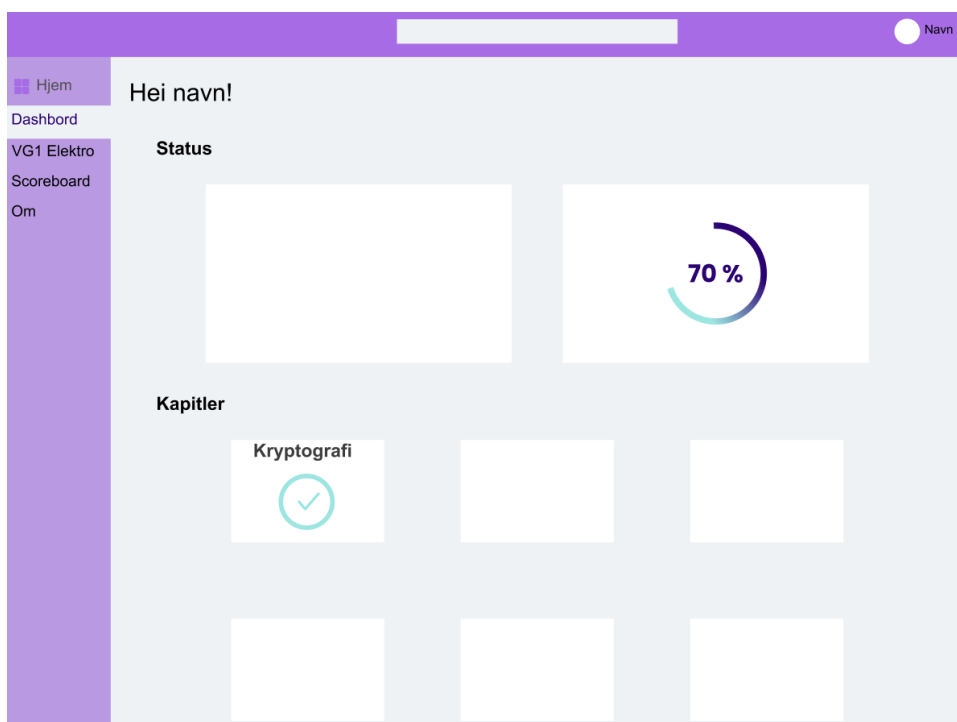 Navn
Hjem
Dashbord
VG1 Elektro
Scoreboard
Om
Hei navn!
Status
70 %
Kapitler
Kryptografi